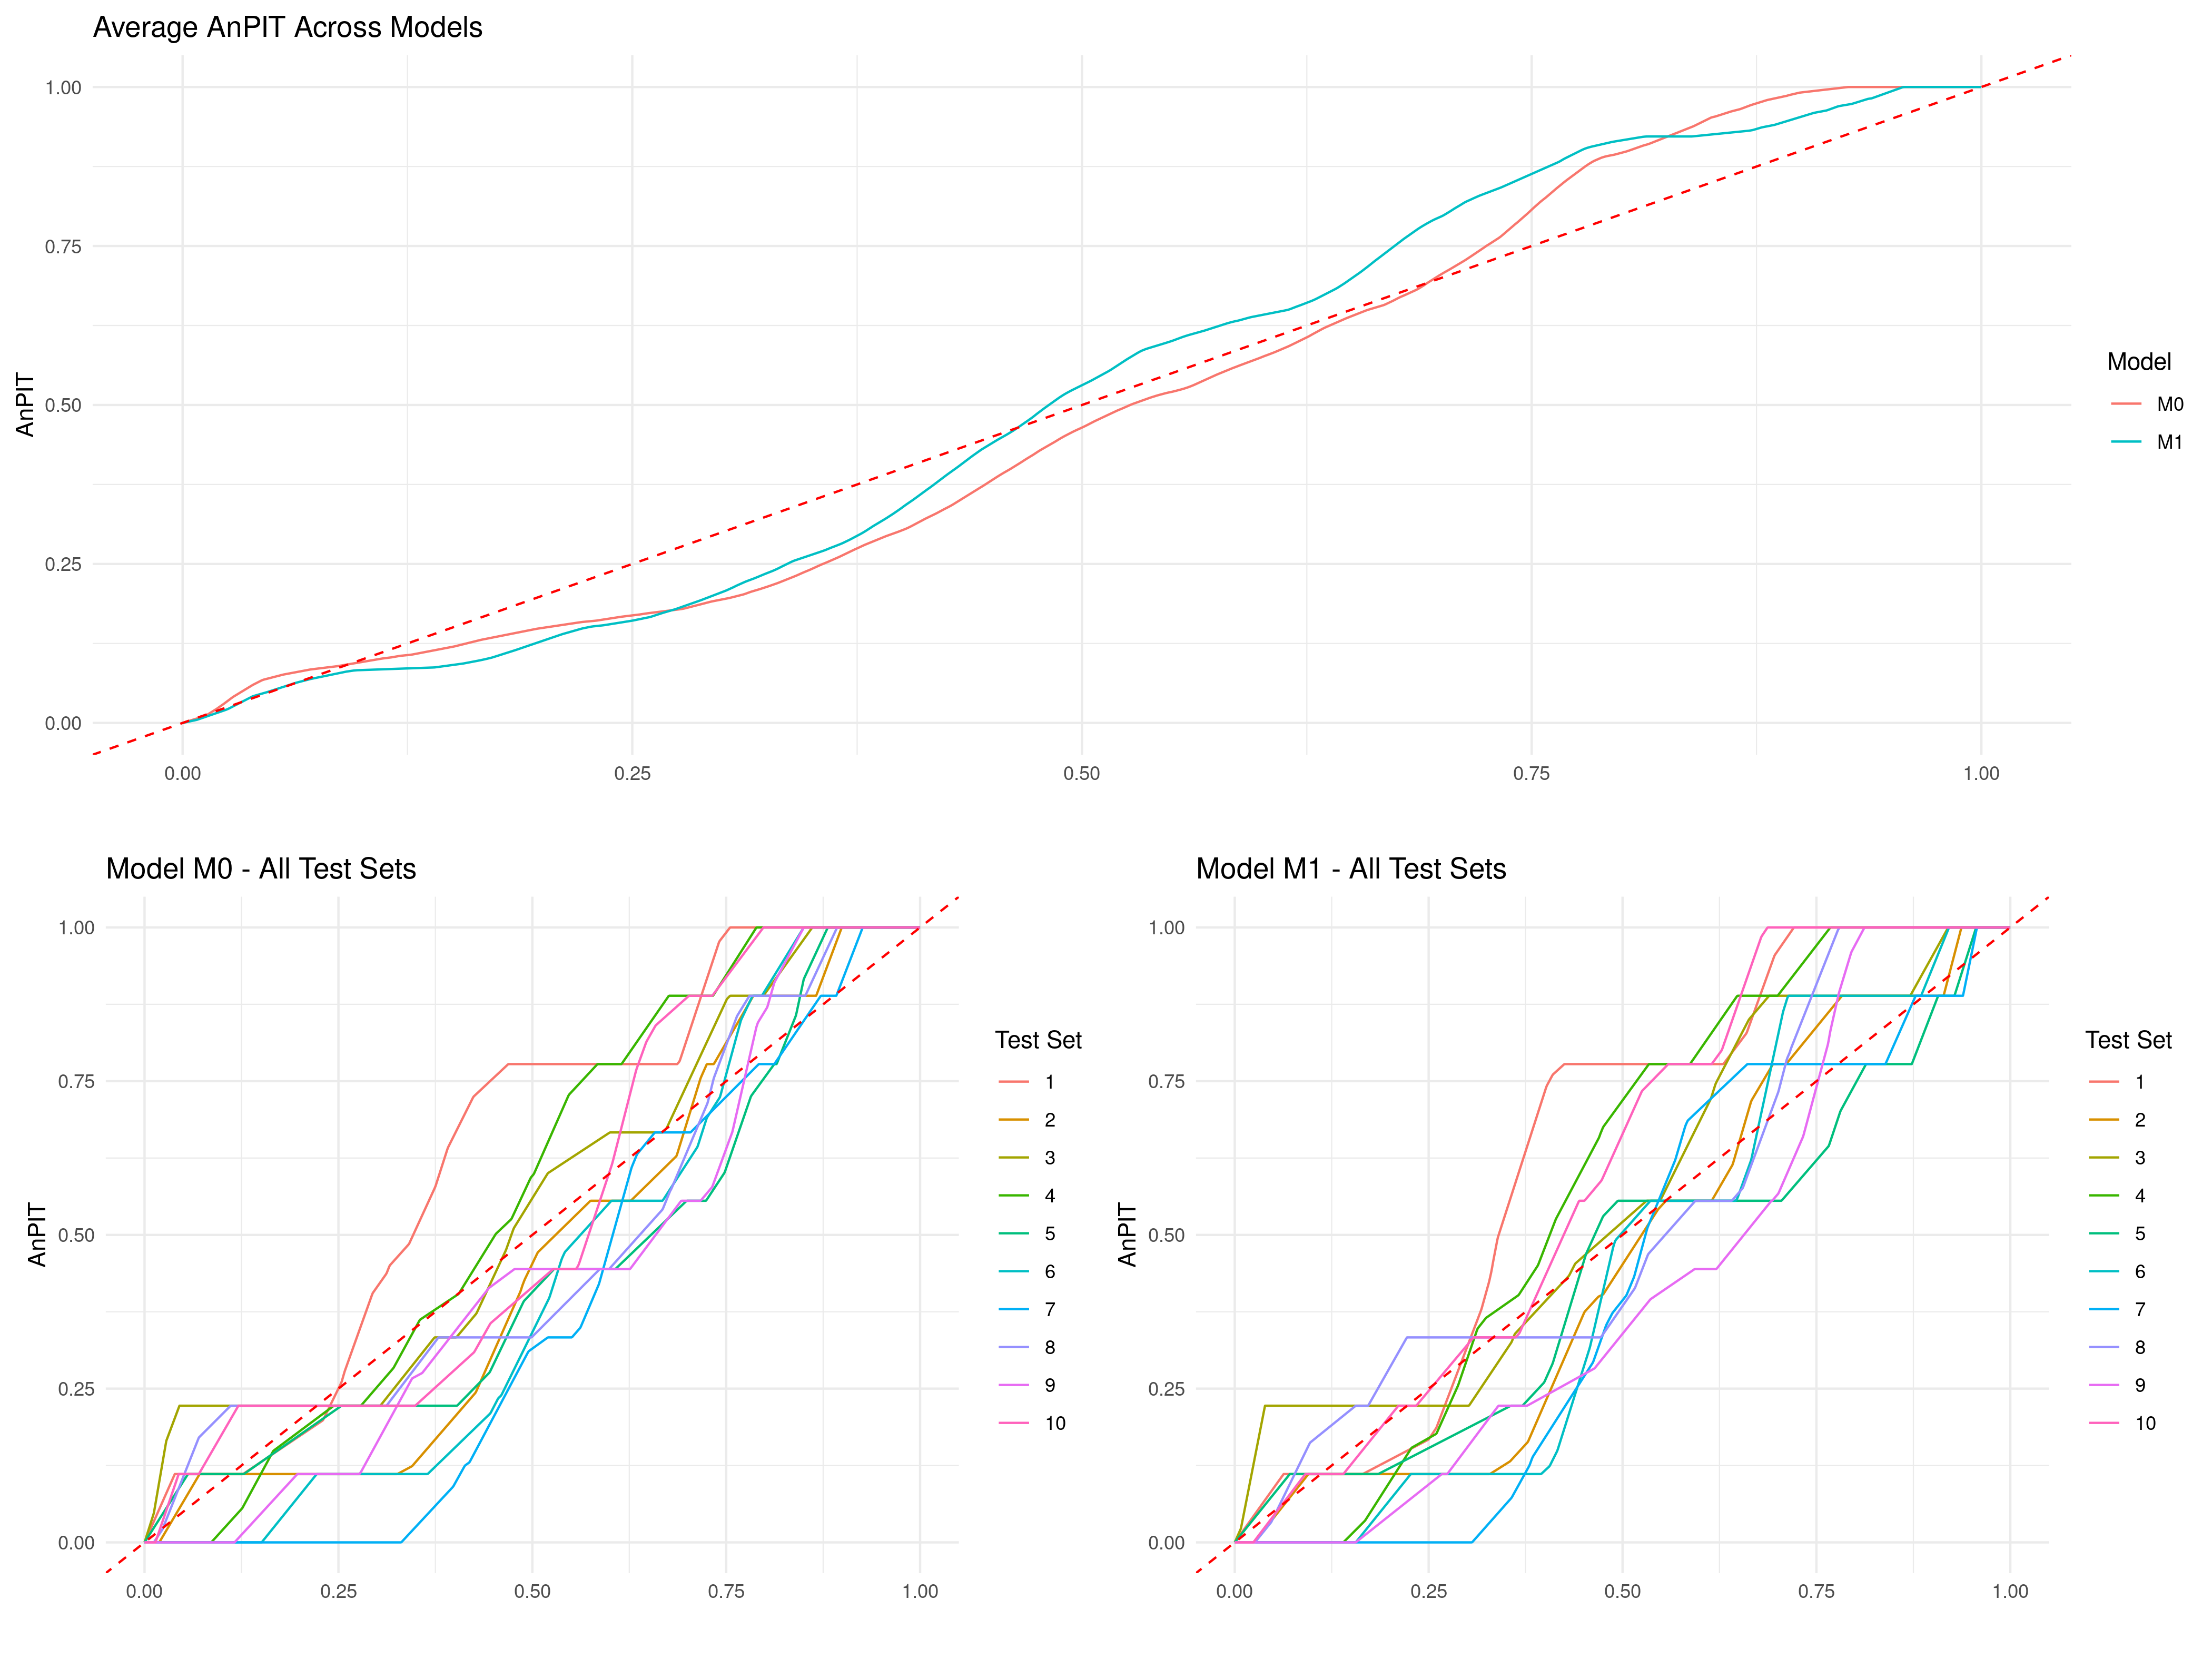 Average AnPIT Across Models
1.00
0.75
0.50
0.25
0.00
AnPIT
0.00 0.25 0.50 0.75 1.00
Model
M0
M1
Model M0 - All Test Sets
1.00
0.75
0.50
0.25
0.00
AnPIT
0.00 0.25 0.50 0.75 1.00
Test Set
1
2
3
4
5
6
7
8
9
10
Model M1 - All Test Sets
1.00
0.75
0.50
0.25
0.00
AnPIT
0.00 0.25 0.50 0.75 1.00
Test Set
1
2
3
4
5
6
7
8
9
10